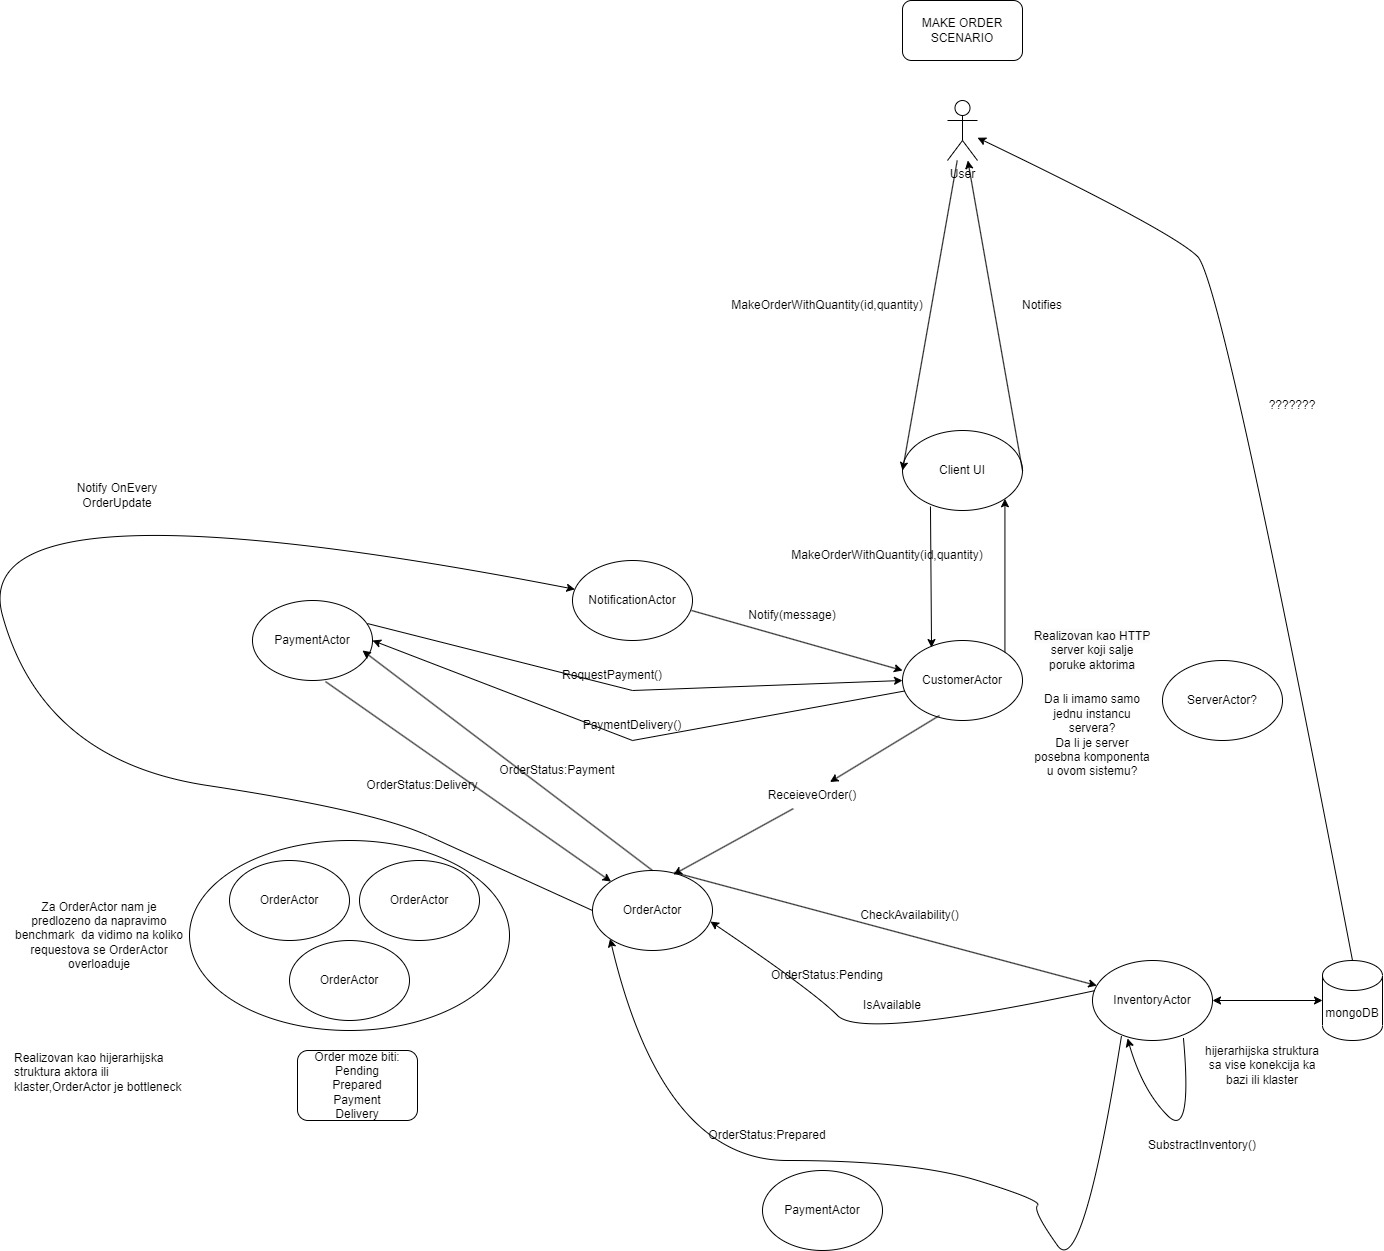 MAKE ORDER
SCENARIO
User
MakeOrderWithQuantity(id,quantity)
Notifies
???????
Client UI
Notify OnEvery
OrderUpdate
MakeOrderWithQuantity(id,quantity)
NotificationActor
Notify(message)
PaymentActor
RequestPayment()
CustomerActor
PaymentDelivery()
Realizovan kao HTTP
server koji salje
poruke aktorima
Da li imamo samo
jednu instancu
servera?
Da li je server
posebna komponenta
u ovom sistemu?
ServerActor?
OrderStatus:Payment
OrderStatus:Delivery
ReceieveOrder()
OrderActor
OrderActor
OrderActor
OrderActor
Za OrderActor nam je
predlozeno da napravimo
benchmark  da vidimo na koliko
requestova se OrderActor
overloaduje
CheckAvailability()
OrderStatus:Pending
IsAvailable
InventoryActor
mongoDB
Realizovan kao hijerarhijska
struktura aktora ili
klaster,OrderActor je bottleneck
Order moze biti:
Pending
Prepared
Payment
Delivery
hijerarhijska struktura
sa vise konekcija ka
bazi ili klaster
OrderStatus:Prepared
SubstractInventory()
PaymentActor